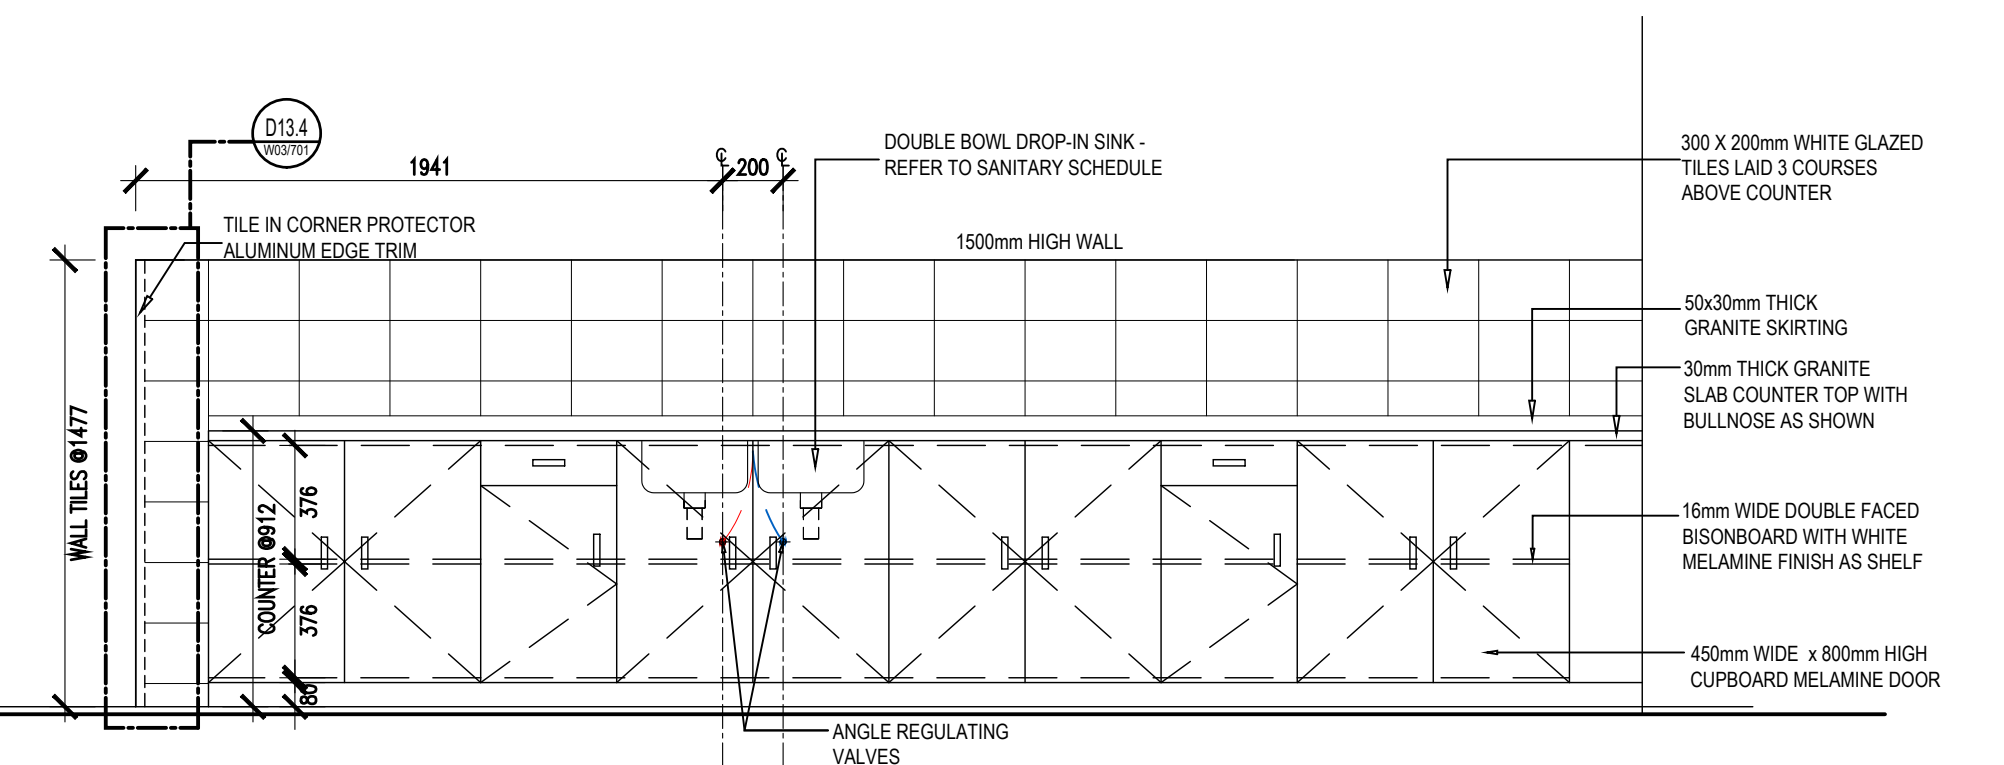 D13.4
W03/701
1941
℄
200
℄
DOUBLE BOWL DROP-IN SINK -
REFER TO SANITARY SCHEDULE
300 X 200mm WHITE GLAZED
TILES LAID 3 COURSES
ABOVE COUNTER
TILE IN CORNER PROTECTOR
ALUMINUM EDGE TRIM
1500mm HIGH WALL
50x30mm THICK
GRANITE SKIRTING
30mm THICK GRANITE
SLAB COUNTER TOP WITH
BULLNOSE AS SHOWN
WALL TILES @1477
COUNTER @912
376
376
80
16mm WIDE DOUBLE FACED
BISONBOARD WITH WHITE
MELAMINE FINISH AS SHELF
450mm WIDE x 800mm HIGH
CUPBOARD MELAMINE DOOR
ANGLE REGULATING
VALVES